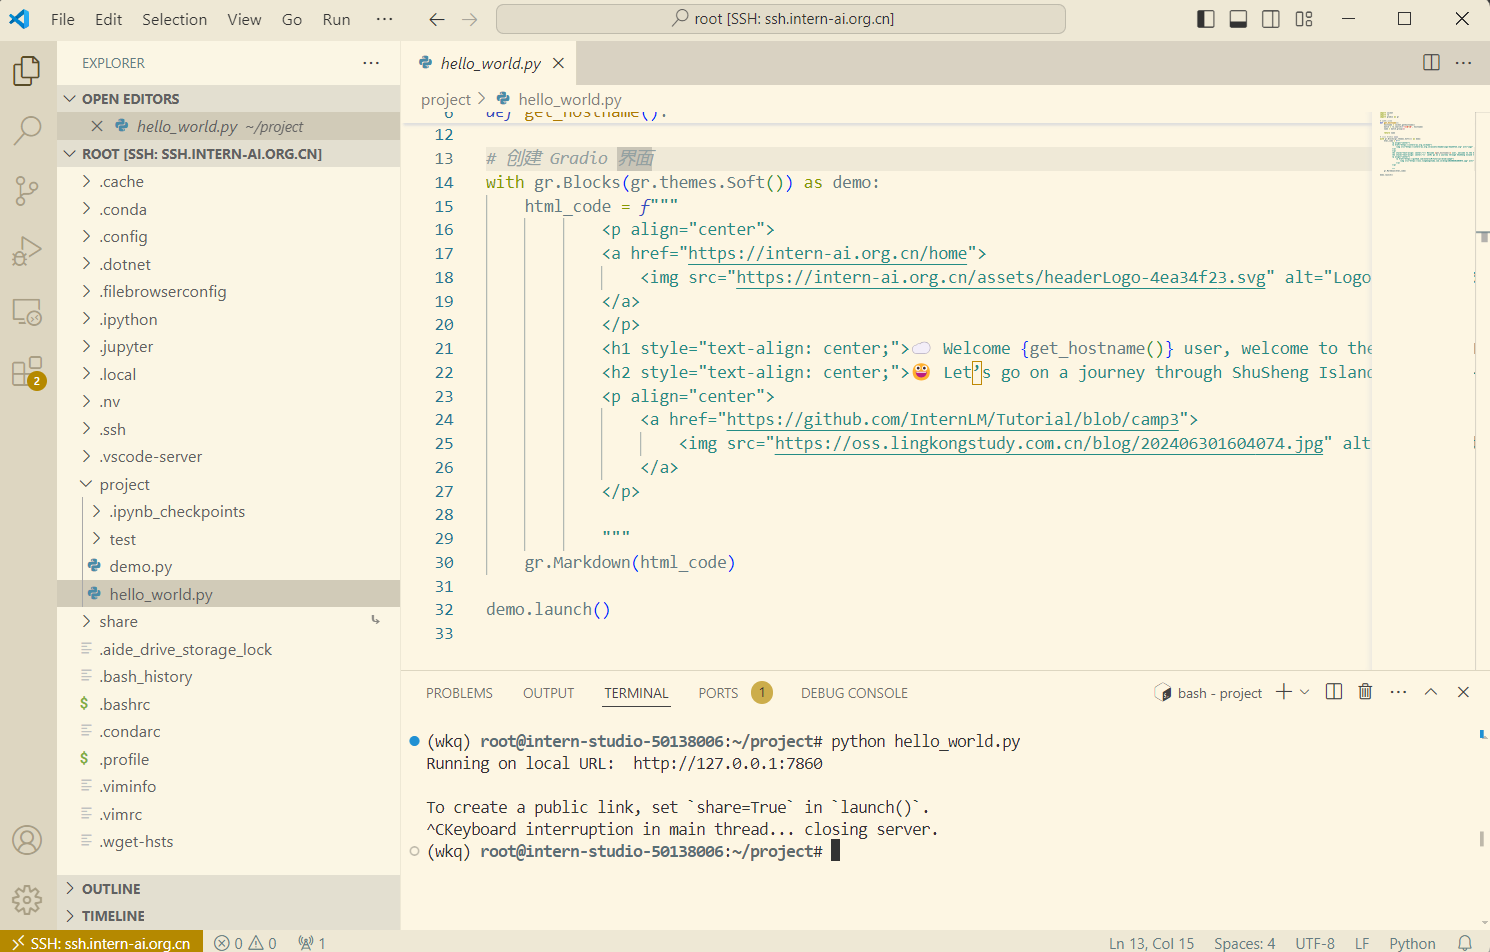 File Edit Selection View Go Run ··· root [SSH: ssh.intern-ai.org.cn]
EXPLORER ···
OPEN EDITORS
hello_world.py ~/project
ROOT [SSH: SSH.INTERN-AI.ORG.CN]
.cache
.conda
.config
.dotnet
.filebrowserconfig
.ipython
.jupyter
.local
.nv
.ssh
.vscode-server
project
.ipynb_checkpoints
test
demo.py
hello_world.py
share
.aide_drive_storage_lock
.bash_history
$ .bashrc
.condarc
$ .profile
.viminfo
.vimrc
.wget-hsts
OUTLINE
TIMELINE
2
hello_world.py
project > hello_world.py
6 def get_hostname():
12
13 # 创建 Gradio 界面
14 with gr.Blocks(gr.themes.Soft()) as demo:
15 html_code = f"""
16 <p align="center">
17 <a href="https://intern-ai.org.cn/home">
18 <img src="https://intern-ai.org.cn/assets/headerLogo-4ea34f23.svg" alt="Logo
19 </a>
20 </p>
21 <h1 style="text-align: center;">☁️ Welcome {get_hostname()} user, welcome to the
22 <h2 style="text-align: center;">😀 Let’s go on a journey through ShuSheng Island
23 <p align="center">
24 <a href="https://github.com/InternLM/Tutorial/blob/camp3">
25 <img src="https://oss.lingkongstudy.com.cn/blog/202406301604074.jpg" alt
26 </a>
27 </p>
28
29 """
30 gr.Markdown(html_code)
31
32 demo.launch()
33
PROBLEMS OUTPUT TERMINAL PORTS 1 DEBUG CONSOLE bash - project
(wkq) root@intern-studio-50138006:~/project# python hello_world.py
Running on local URL: http://127.0.0.1:7860
To create a public link, set `share=True` in `launch()`.
^CKeyboard interruption in main thread... closing server.
(wkq) root@intern-studio-50138006:~/project#
SSH: ssh.intern-ai.org.cn 0 0 1 Ln 13, Col 15 Spaces: 4 UTF-8 LF Python